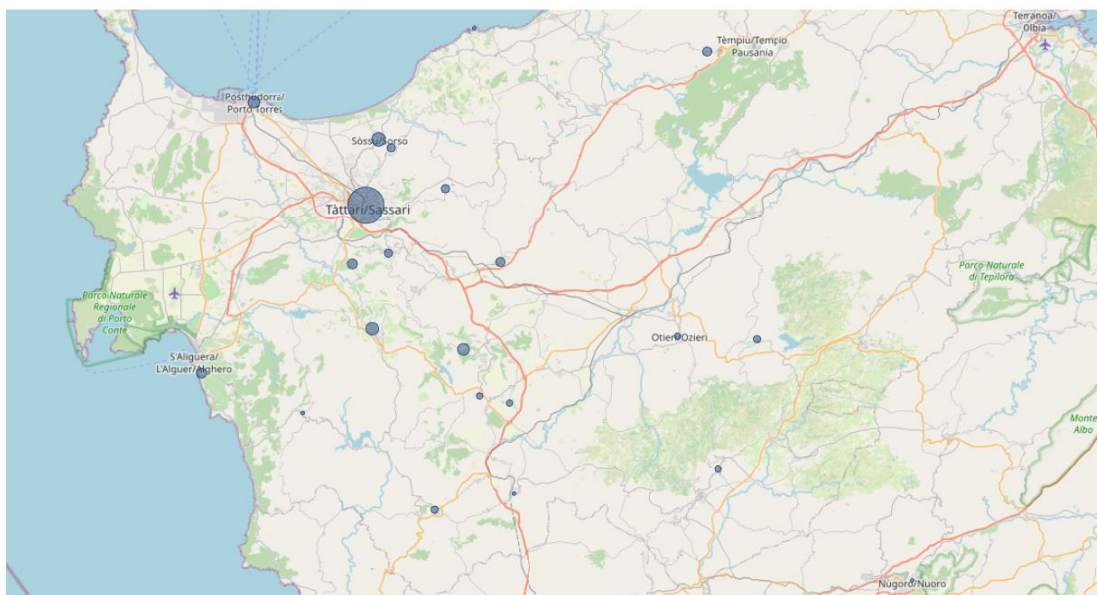 Terranoa/
Olbia
Tèmpiu/Tempio
Pausania
Posthudorra/
Porto Torres
Sòssu/Sorso
Tàttari/Sassari
Parco Naturale
di Tepilora
Parco Naturale
Regionale
di Porto
Conte
Otieri/Ozieri
S'Aliguera/
L'Alguer/Alghero
Monte
Albo
Nùgoro/Nuoro